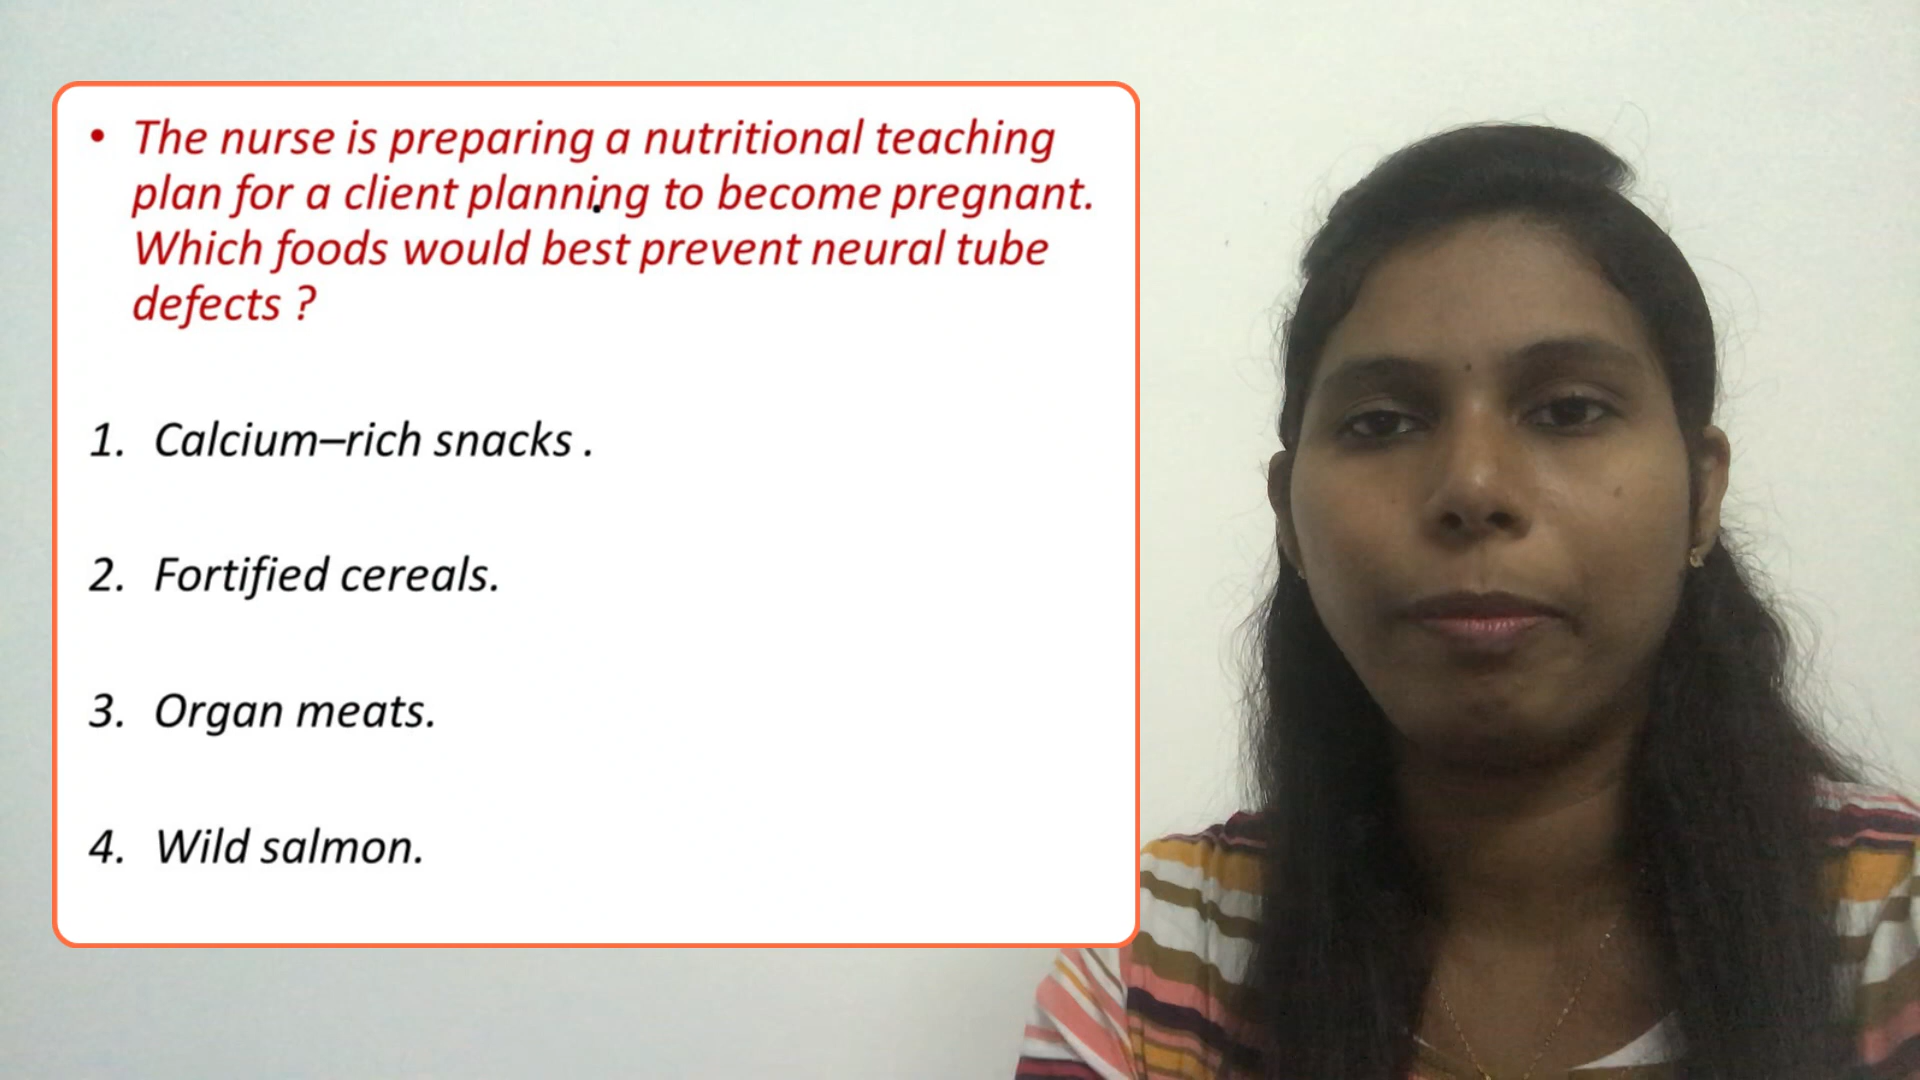 • The nurse is preparing a nutritional teaching
plan for a client planning to become pregnant.
Which foods would best prevent neural tube
defects ?
1. Calcium–rich snacks .
2. Fortified cereals.
3. Organ meats.
4. Wild salmon.